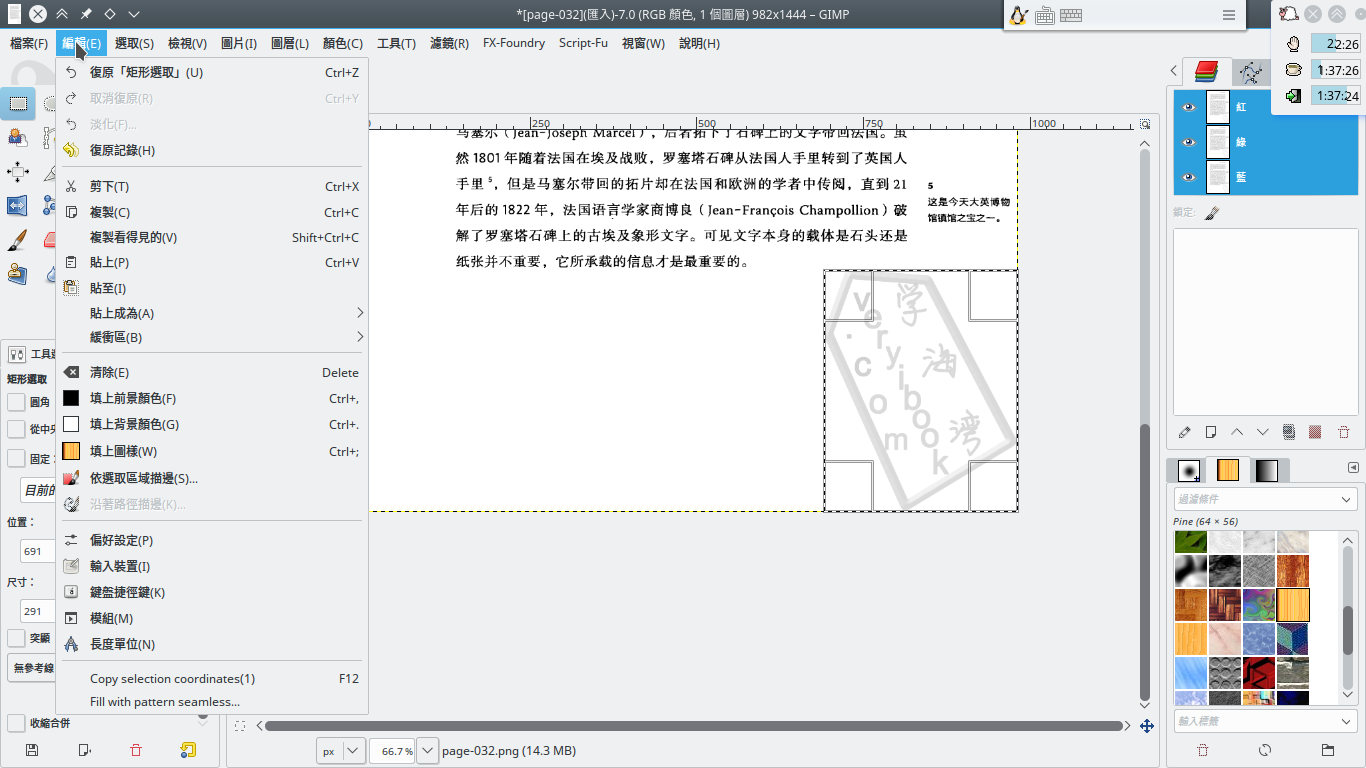 *[page-032](匯入)-7.0 (RGB 顏色, 1 個圖層) 982x1444 – GIMP
檔案(F) 編輯(E) 選取(S) 檢視(V) 圖片(I) 圖層(L) 顏色(C) 工具(T) 濾鏡(R) FX-Foundry Script-Fu 視窗(W) 說明(H)
22:26
1:37:26
1:37:24
復原「矩形選取」(U) Ctrl+Z
取消復原(R) Ctrl+Y
淡化(F)...
復原記錄(H)
剪下(T) Ctrl+X
複製(C) Ctrl+C
複製看得見的(V) Shift+Ctrl+C
貼上(P) Ctrl+V
貼至(I)
貼上成為(A)
緩衝區(B)
清除(E) Delete
填上前景顏色(F) Ctrl+,
填上背景顏色(G) Ctrl+.
填上圖樣(W) Ctrl+;
依選取區域描邊(S)...
沿著路徑描邊(K)...
偏好設定(P)
輸入裝置(I)
鍵盤捷徑鍵(K)
模組(M)
長度單位(N)
Copy selection coordinates(1) F12
Fill with pattern seamless...
矩形選取
圓角
固定：
位置：
691
尺寸：
291
突顯
無參考線
收縮合併
250 500 750 1000
马塞尔（Jean-Joseph Marcel），后者拓下了石碑上的文字带回法国。虽
然 1801 年随着法国在埃及战败，罗塞塔石碑从法国人手里转到了英国人
手里 5，但是马塞尔带回的拓片却在法国和欧洲的学者中传阅，直到 21
年后的 1822 年，法国语言学家商博良（Jean-François Champollion）破
解了罗塞塔石碑上的古埃及象形文字。可见文字本身的载体是石头还是
纸张并不重要，它所承载的信息才是最重要的。
5
这是今天大英博物
馆镇馆之宝之一。
学海湾
veryibook
.com
px 66.7 % page-032.png (14.3 MB)
紅
綠
藍
鎖定:
過濾條件
Pine (64 × 56)
輸入標籤